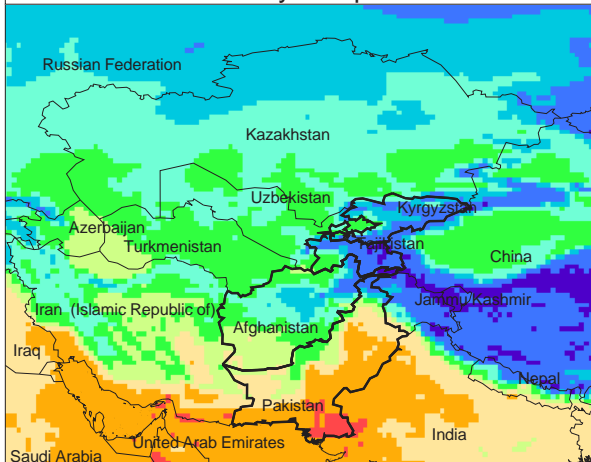 Russian Federation
Kazakhstan
Uzbekistan
Kyrgyzstan
Azerbaijan
Turkmenistan
Tajikistan
China
Iran (Islamic Republic of)
Jammu/Kashmir
Afghanistan
Iraq
Nepal
Pakistan
India
United Arab Emirates
Saudi Arabia